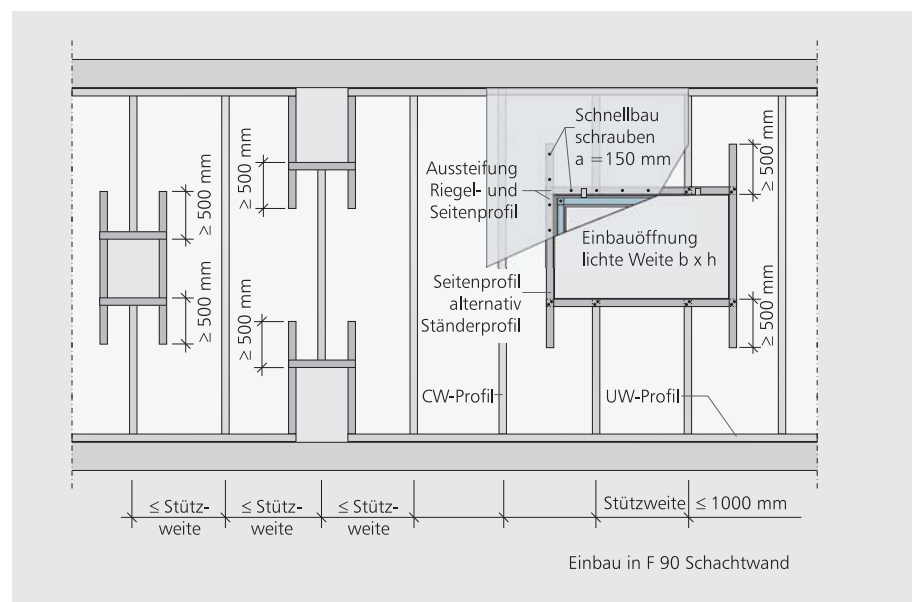 ≥ 500 mm
≥ 500 mm
≥ 500 mm
≥ 500 mm
Schnellbau
schrauben
a = 150 mm
Aussteifung
Riegel- und
Seitenprofil
≥ 500 mm
Einbauöffnung
lichte Weite b x h
Seitenprofil
alternativ
Ständerprofil
≥ 500 mm
CW-Profil
UW-Profil
≤ Stütz-
weite
≤ Stütz-
weite
≤ Stütz-
weite
Stützweite
≤ 1000 mm
Einbau in F 90 Schachtwand